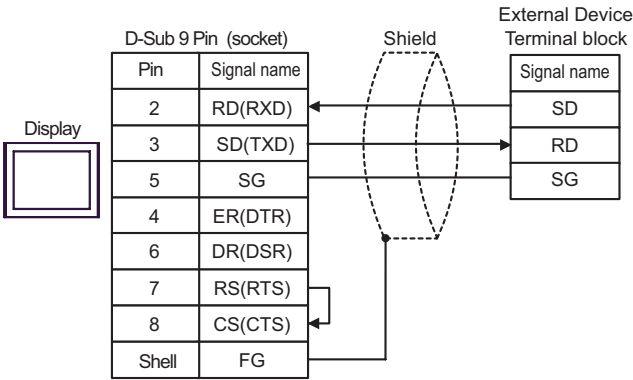 External Device
D-Sub 9 Pin (socket) Shield Terminal block
Pin Signal name Signal name
2 RD(RXD) SD
Display
3 SD(TXD) RD
5 SG SG
4 ER(DTR)
6 DR(DSR)
7 RS(RTS)
8 CS(CTS)
Shell FG